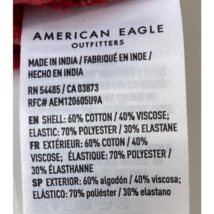 AMERICAN EAGLE
OUTFITTERS
MADE IN INDIA / FABRIQUÉ EN INDE /
HECHO EN INDIA
RN 54485 / CA 03873
RFC# AEM120605U9A
EN SHELL: 60% COTTON / 40% VISCOSE;
ELASTIC: 70% POLYESTER / 30% ELASTANE
FR EXTÉRIEUR: 60% COTON / 40%
VISCOSE; ÉLASTIQUE: 70% POLYESTER /
30% ÉLASTHANNE
SP EXTERIOR: 60% algodón / 40% viscosa;
ELÁSTICO: 70% poliéster / 30% elastano